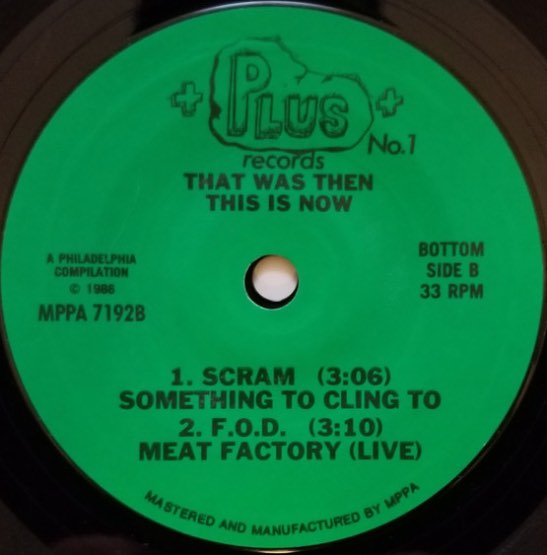 + PLUS +
No.1
records
THAT WAS THEN
THIS IS NOW
A PHILADELPHIA
COMPILATION
© 1986
MPPA 7192B
BOTTOM
SIDE B
33 RPM
1. SCRAM (3:06)
SOMETHING TO CLING TO
2. F.O.D. (3:10)
MEAT FACTORY (LIVE)
MASTERED AND MANUFACTURED BY MPPA